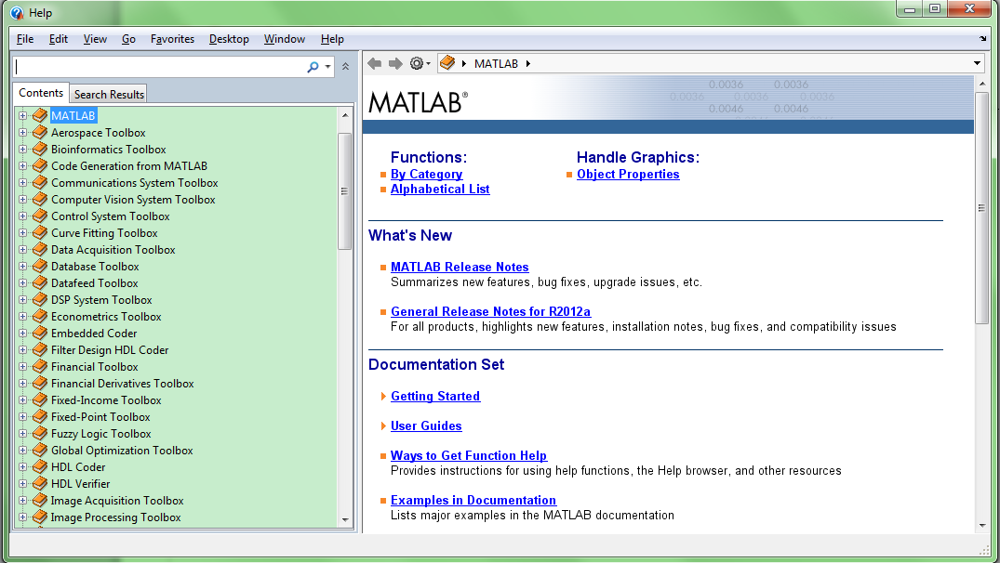 Help
File Edit View Go Favorites Desktop Window Help
MATLAB
Contents Search Results
MATLAB
Aerospace Toolbox
Bioinformatics Toolbox
Code Generation from MATLAB
Communications System Toolbox
Computer Vision System Toolbox
Control System Toolbox
Curve Fitting Toolbox
Data Acquisition Toolbox
Database Toolbox
Datafeed Toolbox
DSP System Toolbox
Econometrics Toolbox
Embedded Coder
Filter Design HDL Coder
Financial Toolbox
Financial Derivatives Toolbox
Fixed-Income Toolbox
Fixed-Point Toolbox
Fuzzy Logic Toolbox
Global Optimization Toolbox
HDL Coder
HDL Verifier
Image Acquisition Toolbox
Image Processing Toolbox
MATLAB®
0.0036 0.0036
0.0036 0.0036 0.0036
0.0046 0.0046
Functions: Handle Graphics:
By Category Object Properties
Alphabetical List
What's New
MATLAB Release Notes
Summarizes new features, bug fixes, upgrade issues, etc.
General Release Notes for R2012a
For all products, highlights new features, installation notes, bug fixes, and compatibility issues
Documentation Set
Getting Started
User Guides
Ways to Get Function Help
Provides instructions for using help functions, the Help browser, and other resources
Examples in Documentation
Lists major examples in the MATLAB documentation